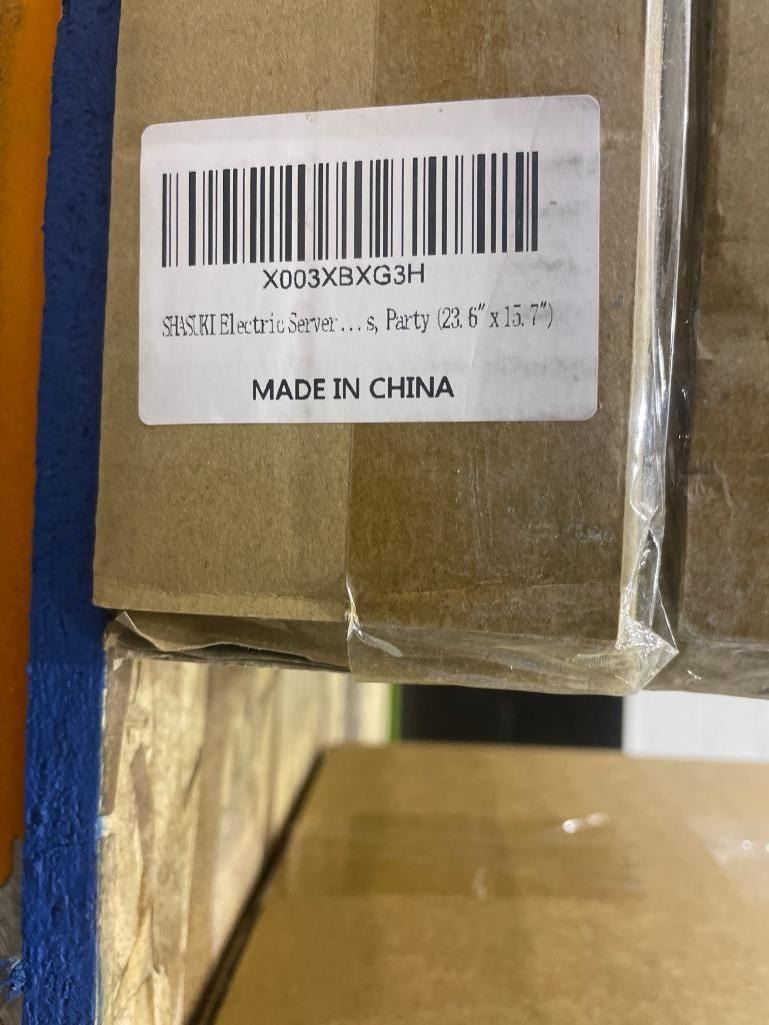 X003XBXG3H
SHASUKI Electric Server...s, Party (23.6" x 15.7")
MADE IN CHINA